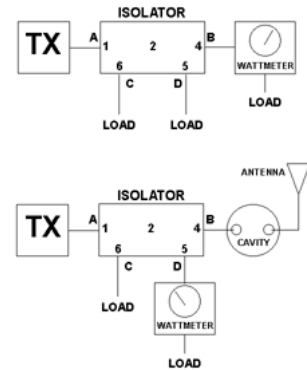 ISOLATOR
TX A 1 2 4 B
WATTMETER
6 5
C D
LOAD LOAD LOAD
ANTENNA
ISOLATOR
TX A 1 2 4 B
CAVITY
6 5
C D
LOAD
WATTMETER
LOAD